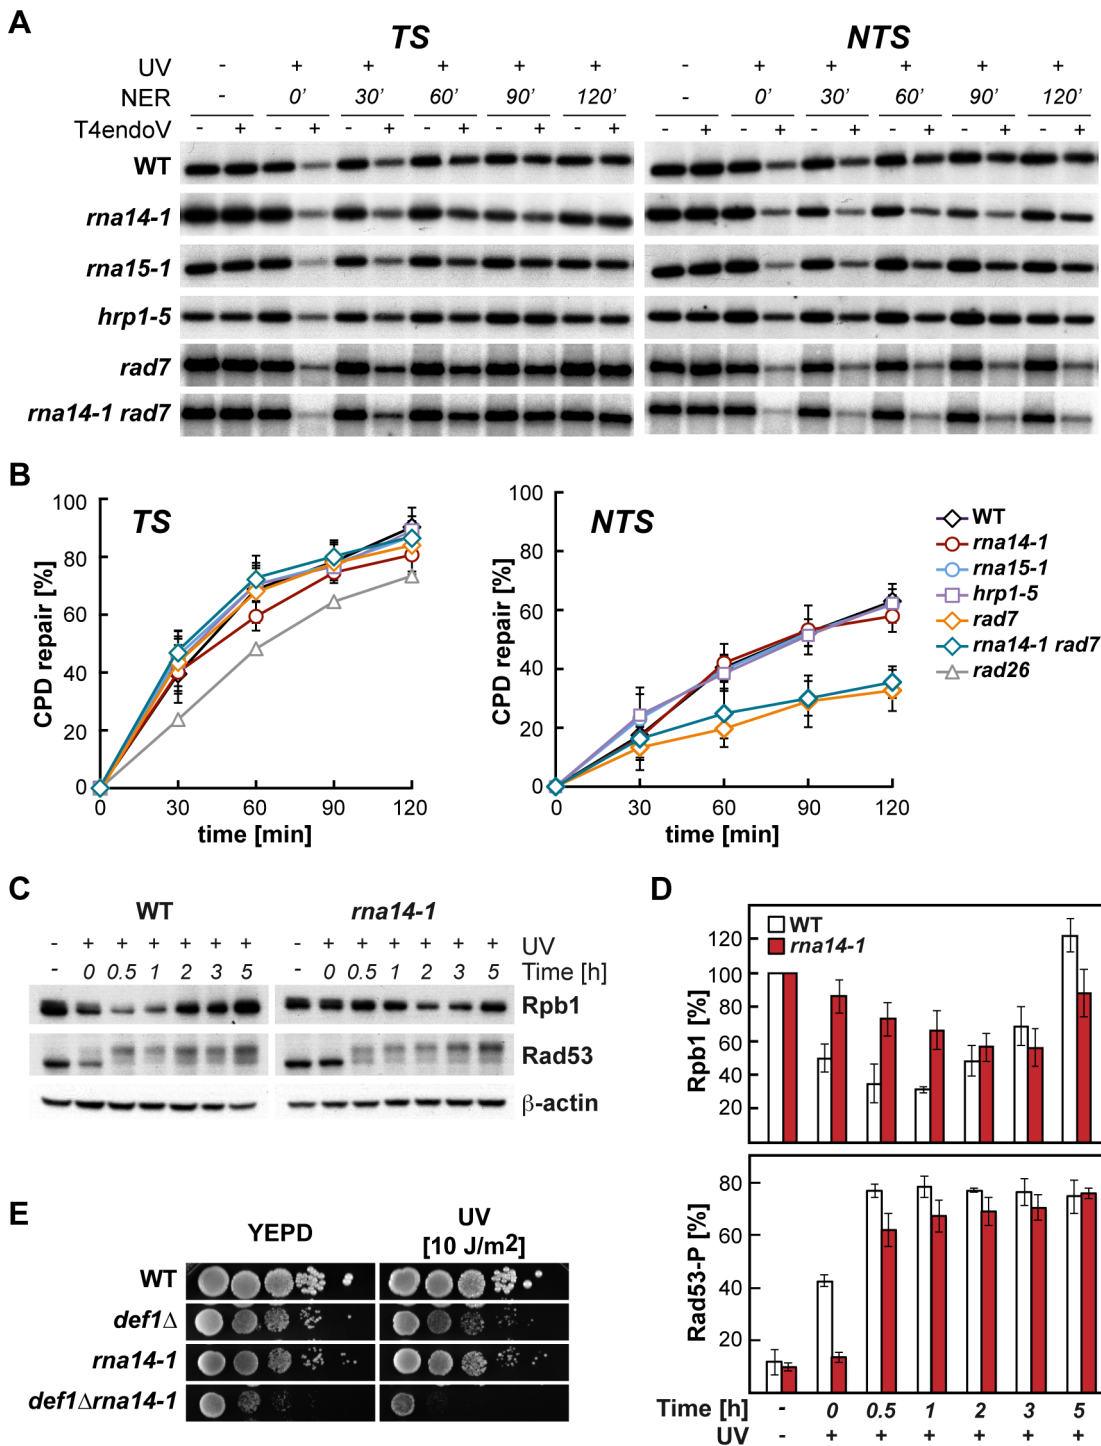 A
TS NTS
UV - + + + + + - + + + + +
NER - 0' 30' 60' 90' 120' - 0' 30' 60' 90' 120'
T4endoV - + - + - + - + - + - + - + - + - + - + - + - +
WT
rna14-1
rna15-1
hrp1-5
rad7
rna14-1 rad7
B
TS
CPD repair [%]
100
80
60
40
20
0
0 30 60 90 120
time [min]
NTS
CPD repair [%]
100
80
60
40
20
0
0 30 60 90 120
time [min]
WT
rna14-1
rna15-1
hrp1-5
rad7
rna14-1 rad7
rad26
C
WT rna14-1
- + + + + + + - + + + + + + UV
- 0 0.5 1 2 3 5 - 0 0.5 1 2 3 5 Time [h]
Rpb1
Rad53
β-actin
D
WT
rna14-1
Rpb1 [%]
120
100
80
60
40
20
Rad53-P [%]
80
60
40
20
Time [h] - 0 0.5 1 2 3 5
UV - + + + + + +
E
YEPD UV
[10 J/m2]
WT
def1Δ
rna14-1
def1Δrna14-1